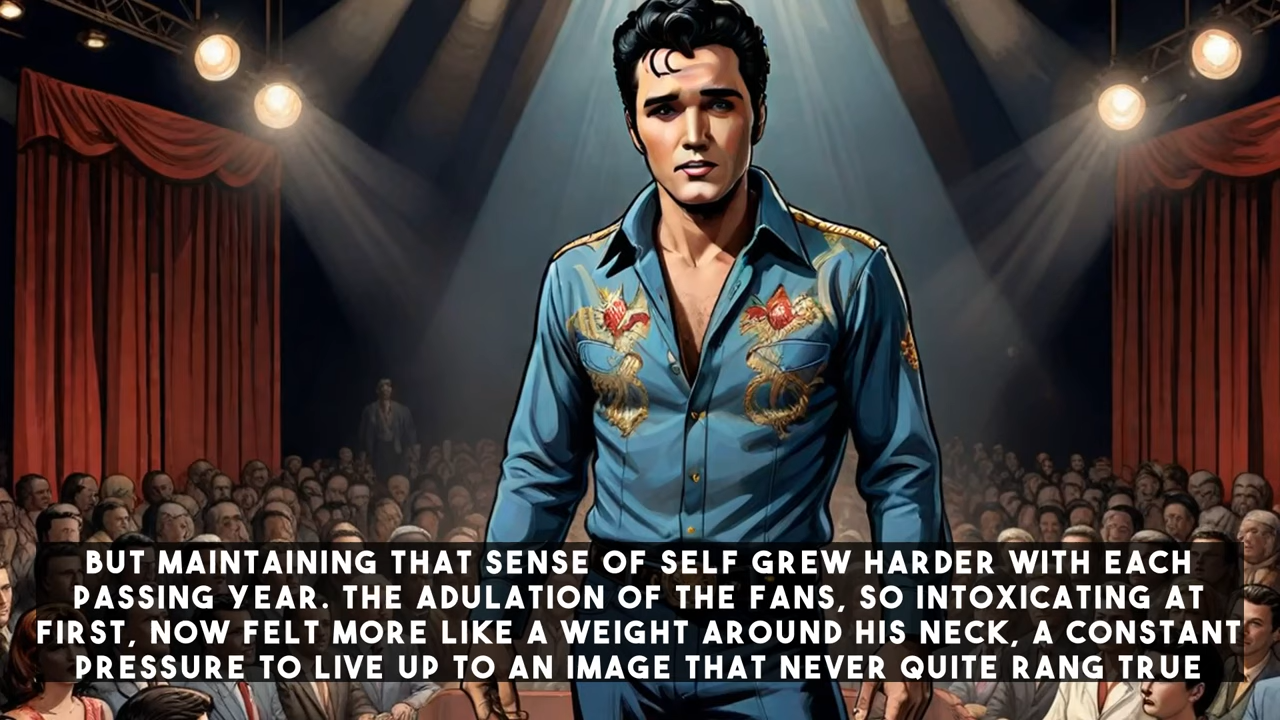 BUT MAINTAINING THAT SENSE OF SELF GREW HARDER WITH EACH
PASSING YEAR. THE ADULATION OF THE FANS, SO INTOXICATING AT
FIRST, NOW FELT MORE LIKE A WEIGHT AROUND HIS NECK, A CONSTANT
PRESSURE TO LIVE UP TO AN IMAGE THAT NEVER QUITE RANG TRUE